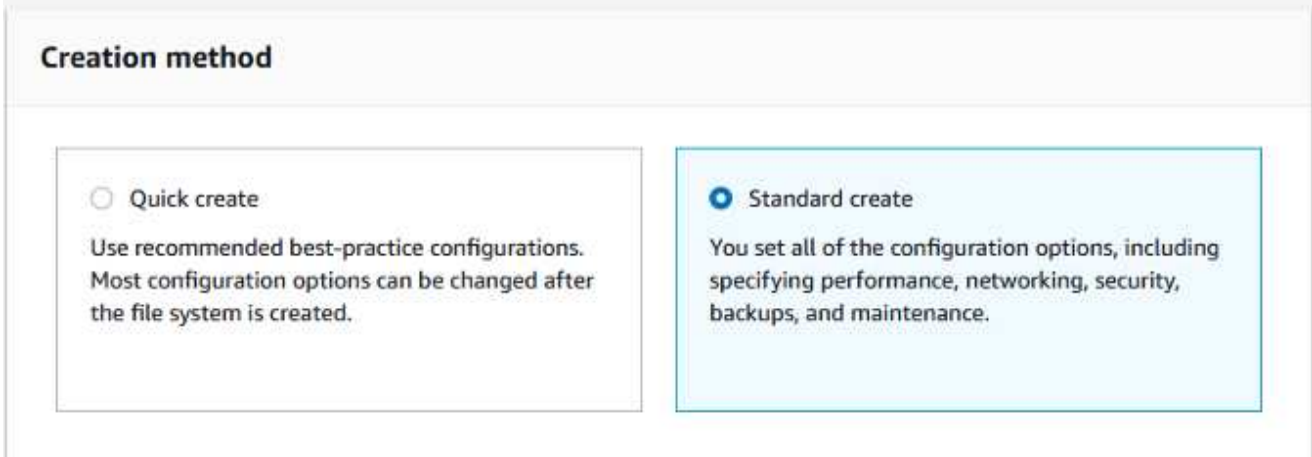 Creation method
Quick create
Use recommended best-practice configurations.
Most configuration options can be changed after
the file system is created.
Standard create
You set all of the configuration options, including
specifying performance, networking, security,
backups, and maintenance.